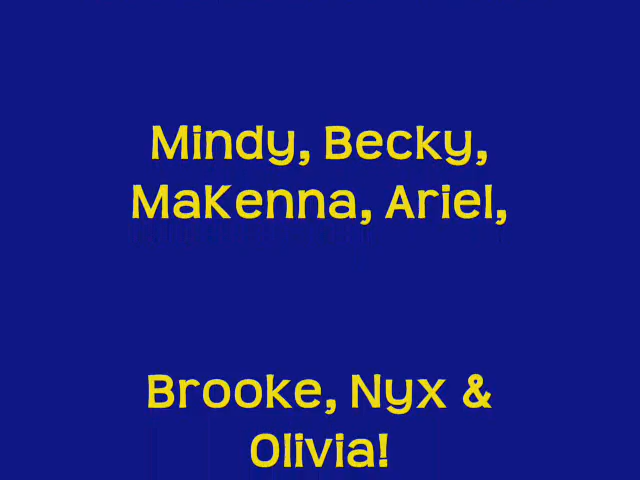 Mindy, Becky,
MaKenna, Ariel,
Brooke, Nyx &
Olivia!